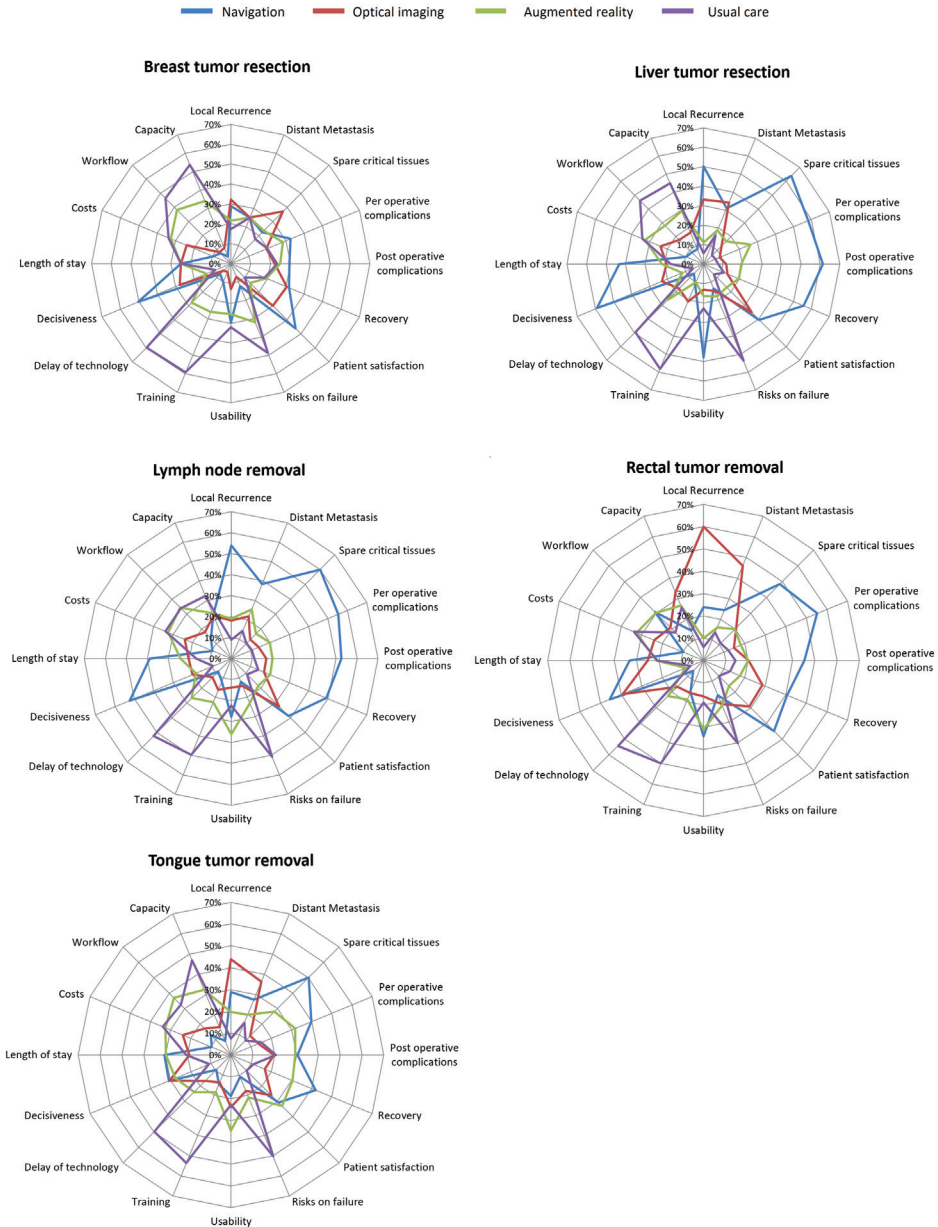 Navigation Optical imaging Augmented reality Usual care
Breast tumor resection
Local Recurrence
Distant Metastasis
Spare critical tissues
Per operative
complications
Post operative
complications
Recovery
Patient satisfaction
Risks on failure
Usability
Training
Delay of technology
Decisiveness
Length of stay
Costs
Workflow
Capacity
70%
60%
50%
40%
30%
20%
10%
0%
Liver tumor resection
Local Recurrence
Distant Metastasis
Spare critical tissues
Per operative
complications
Post operative
complications
Recovery
Patient satisfaction
Risks on failure
Usability
Training
Delay of technology
Decisiveness
Length of stay
Costs
Workflow
Capacity
70%
60%
50%
40%
30%
20%
10%
0%
Lymph node removal
Local Recurrence
Distant Metastasis
Spare critical tissues
Per operative
complications
Post operative
complications
Recovery
Patient satisfaction
Risks on failure
Usability
Training
Delay of technology
Decisiveness
Length of stay
Costs
Workflow
Capacity
70%
60%
50%
40%
30%
20%
10%
0%
Rectal tumor removal
Local Recurrence
Distant Metastasis
Spare critical tissues
Per operative
complications
Post operative
complications
Recovery
Patient satisfaction
Risks on failure
Usability
Training
Delay of technology
Decisiveness
Length of stay
Costs
Workflow
Capacity
70%
60%
50%
40%
30%
20%
10%
0%
Tongue tumor removal
Local Recurrence
Distant Metastasis
Spare critical tissues
Per operative
complications
Post operative
complications
Recovery
Patient satisfaction
Risks on failure
Usability
Training
Delay of technology
Decisiveness
Length of stay
Costs
Workflow
Capacity
70%
60%
50%
40%
30%
20%
10%
0%